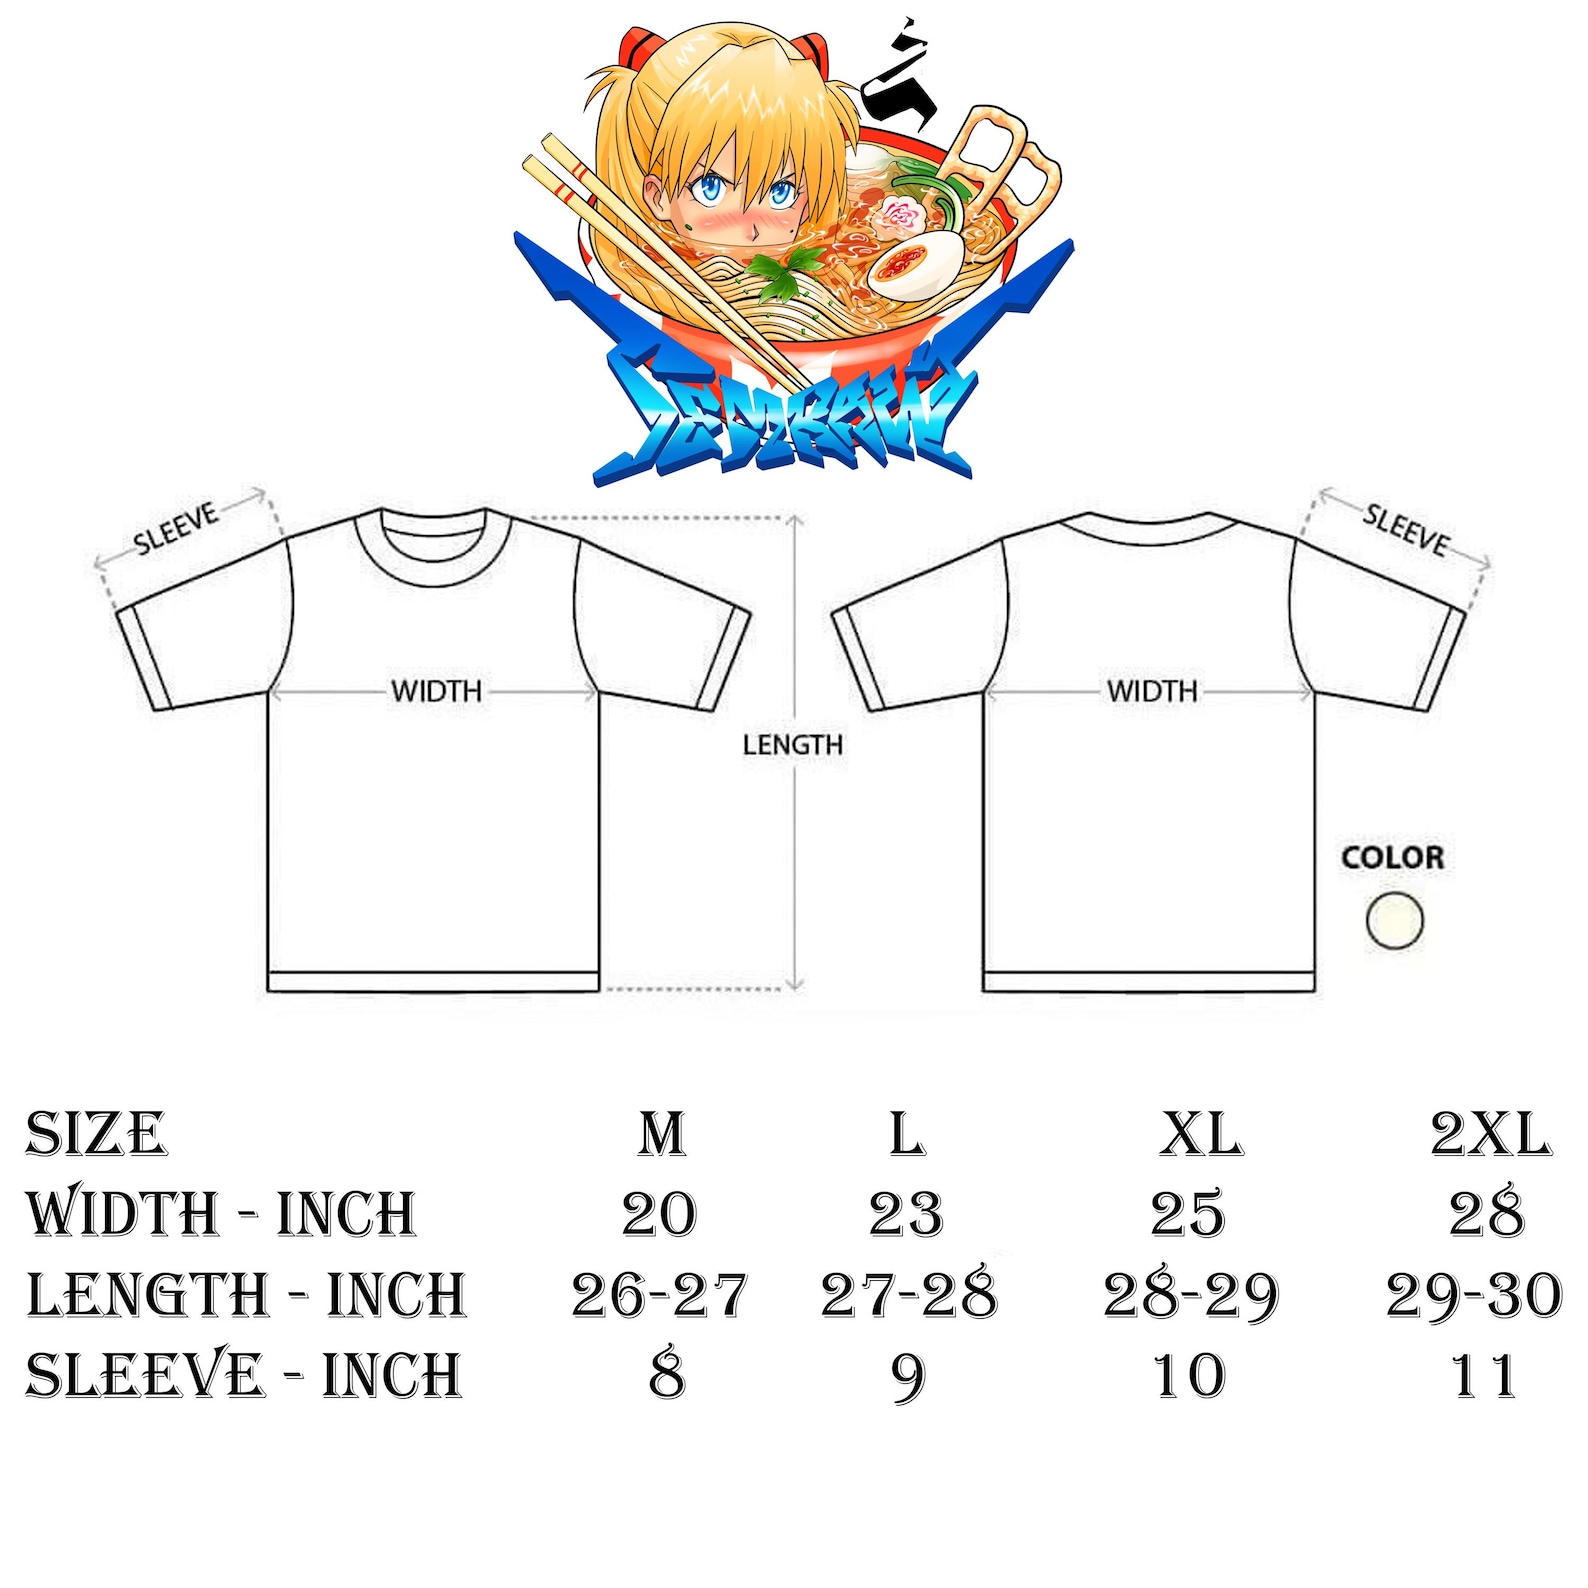 SEMRAW
SLEEVE
SLEEVE
WIDTH
WIDTH
LENGTH
COLOR
SIZE M L XL 2XL
WIDTH - INCH 20 23 25 28
LENGTH - INCH 26-27 27-28 28-29 29-30
SLEEVE - INCH 8 9 10 11